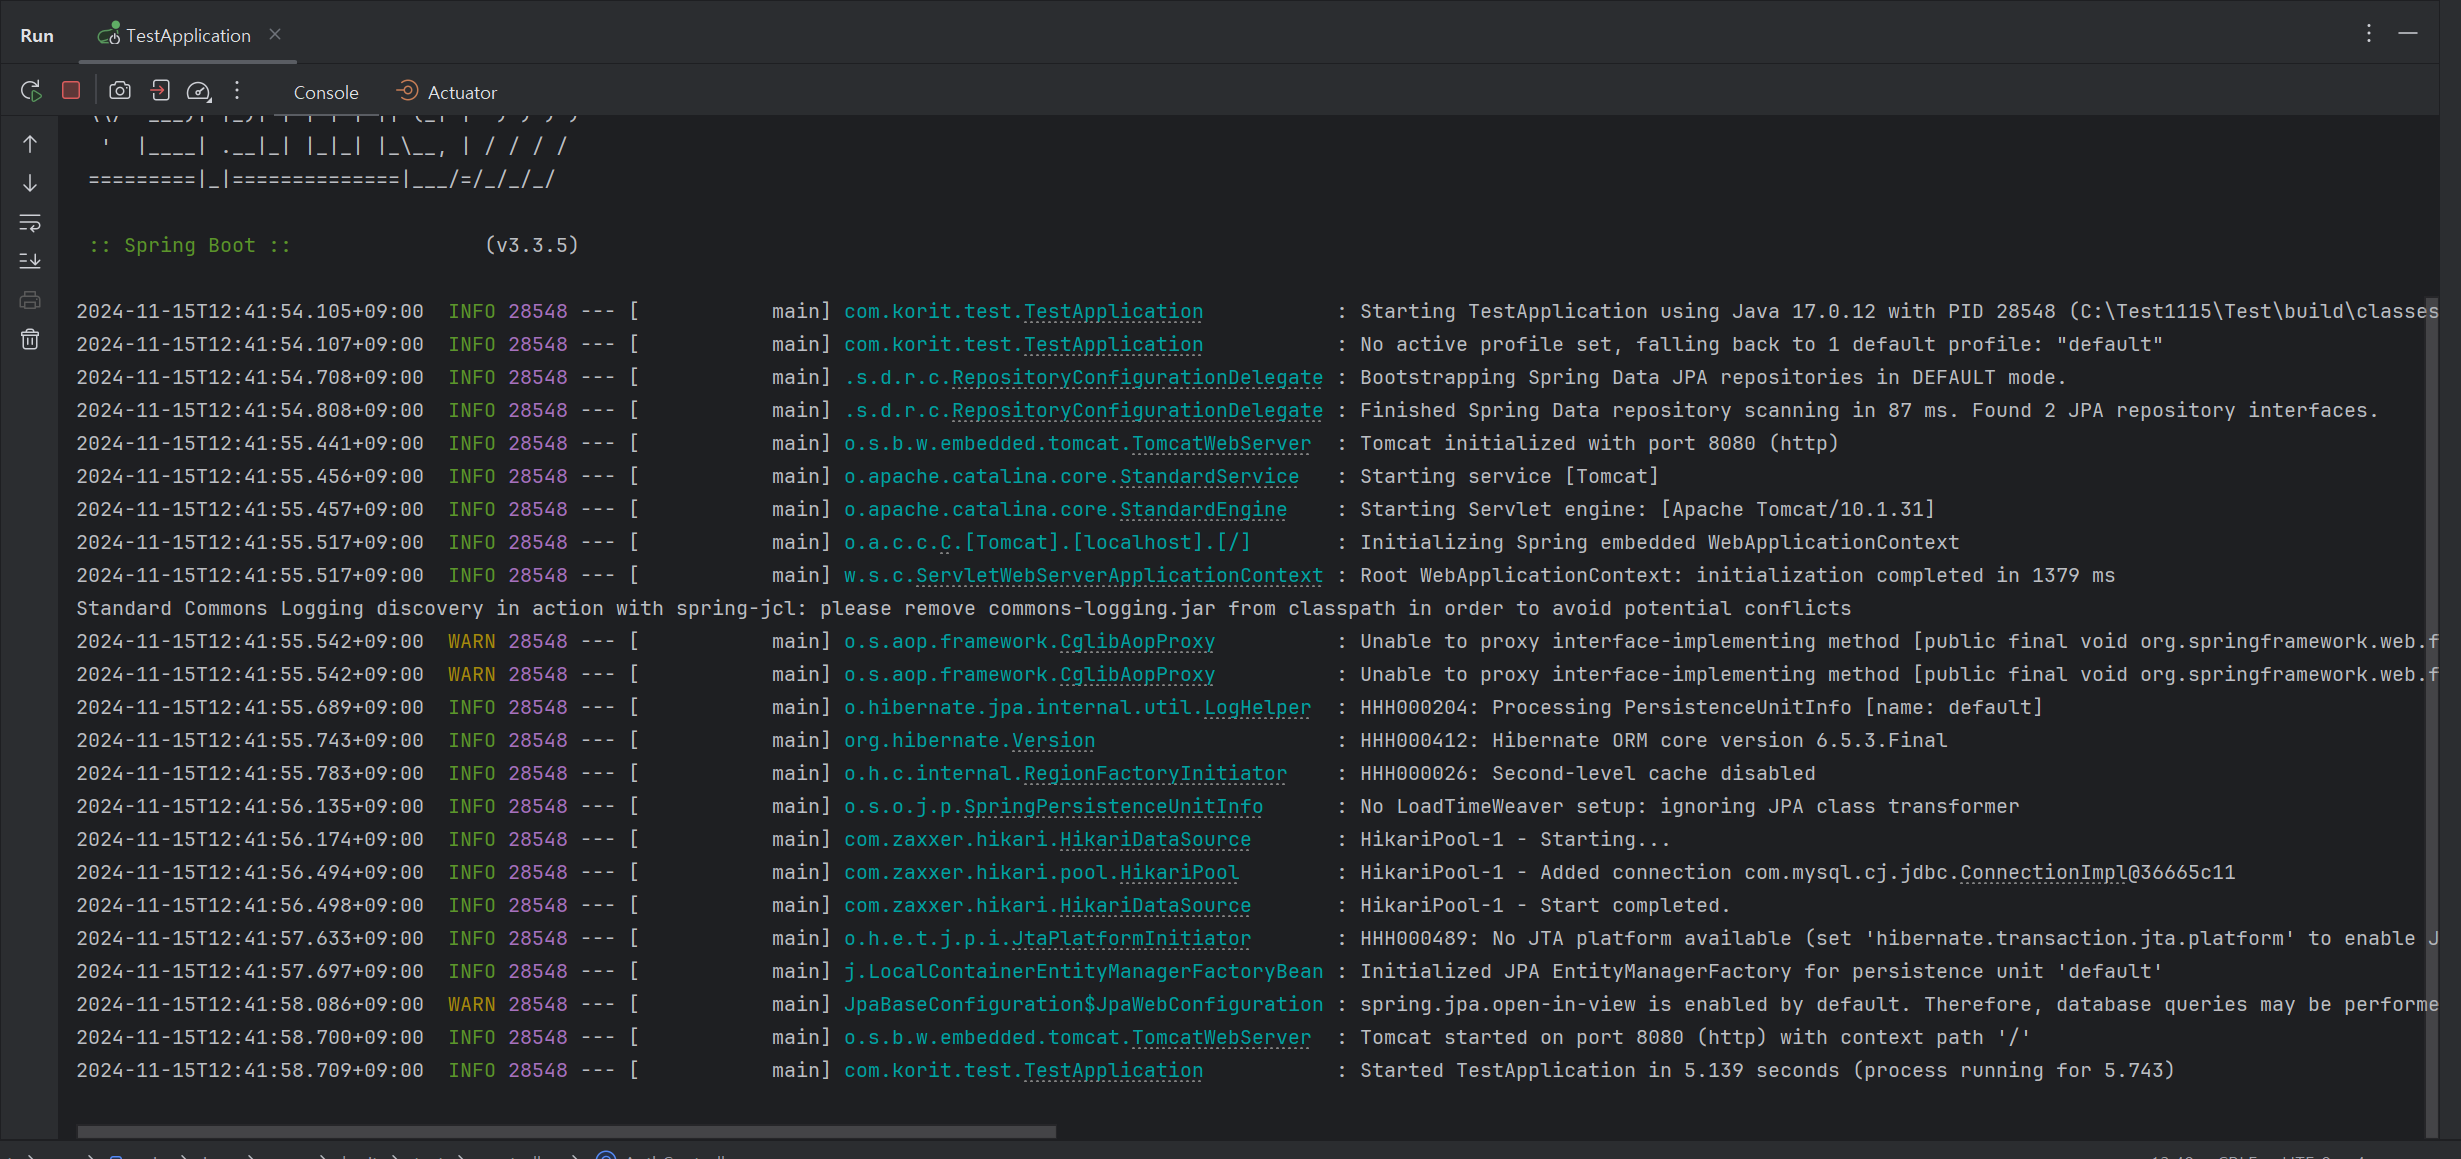 Run TestApplication
Console Actuator
' |____| .__|_| |_|_| |_\__, | / / / /
=========|_|==============|___/=/_/_/_/
:: Spring Boot :: (v3.3.5)
2024-11-15T12:41:54.105+09:00 INFO 28548 --- [ main] com.korit.test.TestApplication : Starting TestApplication using Java 17.0.12 with PID 28548 (C:\Test1115\Test\build\classes
2024-11-15T12:41:54.107+09:00 INFO 28548 --- [ main] com.korit.test.TestApplication : No active profile set, falling back to 1 default profile: "default"
2024-11-15T12:41:54.708+09:00 INFO 28548 --- [ main] .s.d.r.c.RepositoryConfigurationDelegate : Bootstrapping Spring Data JPA repositories in DEFAULT mode.
2024-11-15T12:41:54.808+09:00 INFO 28548 --- [ main] .s.d.r.c.RepositoryConfigurationDelegate : Finished Spring Data repository scanning in 87 ms. Found 2 JPA repository interfaces.
2024-11-15T12:41:55.441+09:00 INFO 28548 --- [ main] o.s.b.w.embedded.tomcat.TomcatWebServer : Tomcat initialized with port 8080 (http)
2024-11-15T12:41:55.456+09:00 INFO 28548 --- [ main] o.apache.catalina.core.StandardService : Starting service [Tomcat]
2024-11-15T12:41:55.457+09:00 INFO 28548 --- [ main] o.apache.catalina.core.StandardEngine : Starting Servlet engine: [Apache Tomcat/10.1.31]
2024-11-15T12:41:55.517+09:00 INFO 28548 --- [ main] o.a.c.c.C.[Tomcat].[localhost].[/] : Initializing Spring embedded WebApplicationContext
2024-11-15T12:41:55.517+09:00 INFO 28548 --- [ main] w.s.c.ServletWebServerApplicationContext : Root WebApplicationContext: initialization completed in 1379 ms
Standard Commons Logging discovery in action with spring-jcl: please remove commons-logging.jar from classpath in order to avoid potential conflicts
2024-11-15T12:41:55.542+09:00 WARN 28548 --- [ main] o.s.aop.framework.CglibAopProxy : Unable to proxy interface-implementing method [public final void org.springframework.web.f
2024-11-15T12:41:55.542+09:00 WARN 28548 --- [ main] o.s.aop.framework.CglibAopProxy : Unable to proxy interface-implementing method [public final void org.springframework.web.f
2024-11-15T12:41:55.689+09:00 INFO 28548 --- [ main] o.hibernate.jpa.internal.util.LogHelper : HHH000204: Processing PersistenceUnitInfo [name: default]
2024-11-15T12:41:55.743+09:00 INFO 28548 --- [ main] org.hibernate.Version : HHH000412: Hibernate ORM core version 6.5.3.Final
2024-11-15T12:41:55.783+09:00 INFO 28548 --- [ main] o.h.c.internal.RegionFactoryInitiator : HHH000026: Second-level cache disabled
2024-11-15T12:41:56.135+09:00 INFO 28548 --- [ main] o.s.o.j.p.SpringPersistenceUnitInfo : No LoadTimeWeaver setup: ignoring JPA class transformer
2024-11-15T12:41:56.174+09:00 INFO 28548 --- [ main] com.zaxxer.hikari.HikariDataSource : HikariPool-1 - Starting...
2024-11-15T12:41:56.494+09:00 INFO 28548 --- [ main] com.zaxxer.hikari.pool.HikariPool : HikariPool-1 - Added connection com.mysql.cj.jdbc.ConnectionImpl@36665c11
2024-11-15T12:41:56.498+09:00 INFO 28548 --- [ main] com.zaxxer.hikari.HikariDataSource : HikariPool-1 - Start completed.
2024-11-15T12:41:57.633+09:00 INFO 28548 --- [ main] o.h.e.t.j.p.i.JtaPlatformInitiator : HHH000489: No JTA platform available (set 'hibernate.transaction.jta.platform' to enable J
2024-11-15T12:41:57.697+09:00 INFO 28548 --- [ main] j.LocalContainerEntityManagerFactoryBean : Initialized JPA EntityManagerFactory for persistence unit 'default'
2024-11-15T12:41:58.086+09:00 WARN 28548 --- [ main] JpaBaseConfiguration$JpaWebConfiguration : spring.jpa.open-in-view is enabled by default. Therefore, database queries may be performe
2024-11-15T12:41:58.700+09:00 INFO 28548 --- [ main] o.s.b.w.embedded.tomcat.TomcatWebServer : Tomcat started on port 8080 (http) with context path '/'
2024-11-15T12:41:58.709+09:00 INFO 28548 --- [ main] com.korit.test.TestApplication : Started TestApplication in 5.139 seconds (process running for 5.743)